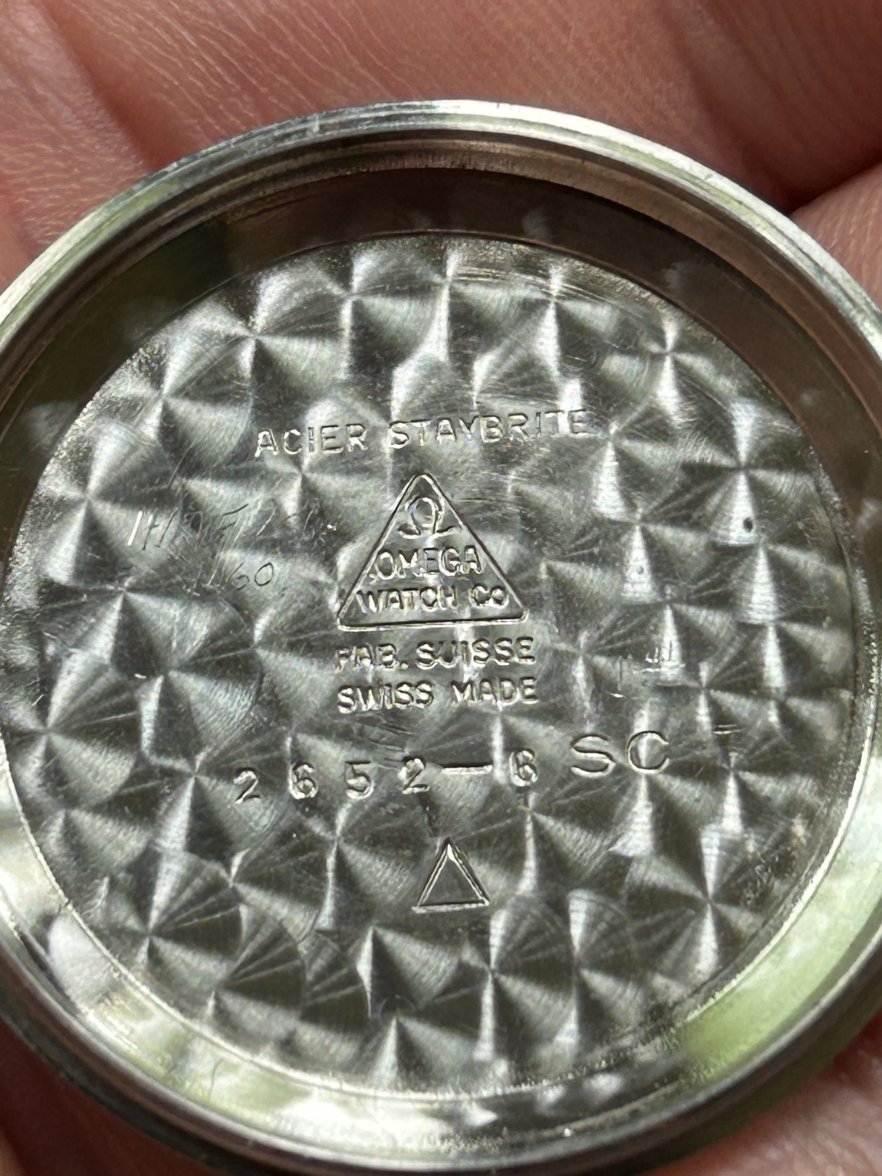 ACIER STAYBRITE
Ω
OMEGA
WATCH CO
FAB. SUISSE
SWISS MADE
2652-6 SC